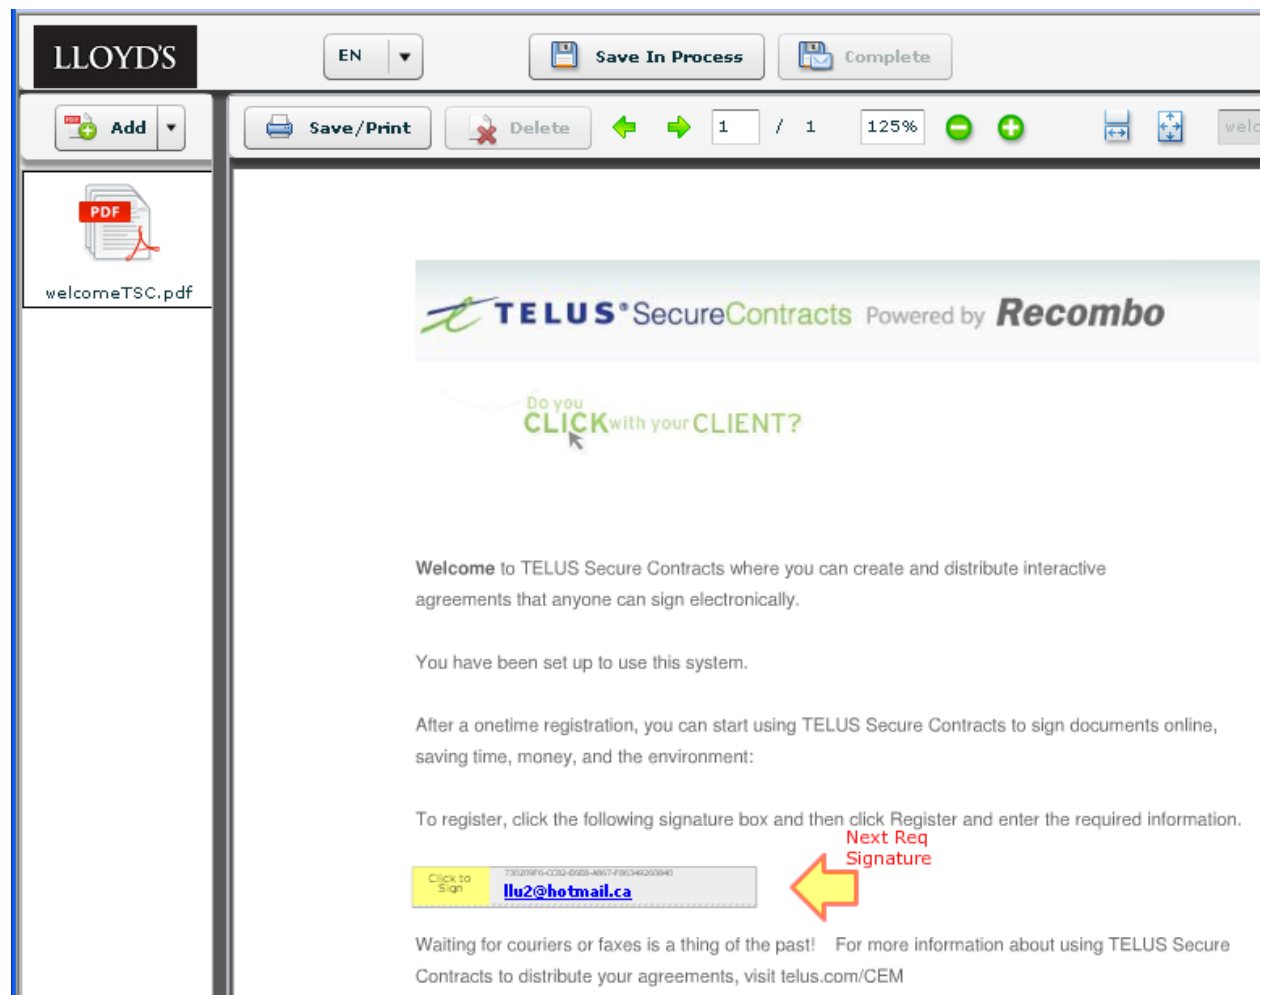 LLOYD'S
EN
Save In Process
Complete
Add
Save/Print
Delete
1 / 1
125%
welc
PDF
welcomeTSC.pdf
TELUS® SecureContracts Powered by Recombo
Do you
CLICK with your CLIENT?
Welcome to TELUS Secure Contracts where you can create and distribute interactive
agreements that anyone can sign electronically.
You have been set up to use this system.
After a onetime registration, you can start using TELUS Secure Contracts to sign documents online,
saving time, money, and the environment:
To register, click the following signature box and then click Register and enter the required information.
Next Req
Signature
Click to
Sign
llu2@hotmail.ca
Waiting for couriers or faxes is a thing of the past! For more information about using TELUS Secure
Contracts to distribute your agreements, visit telus.com/CEM